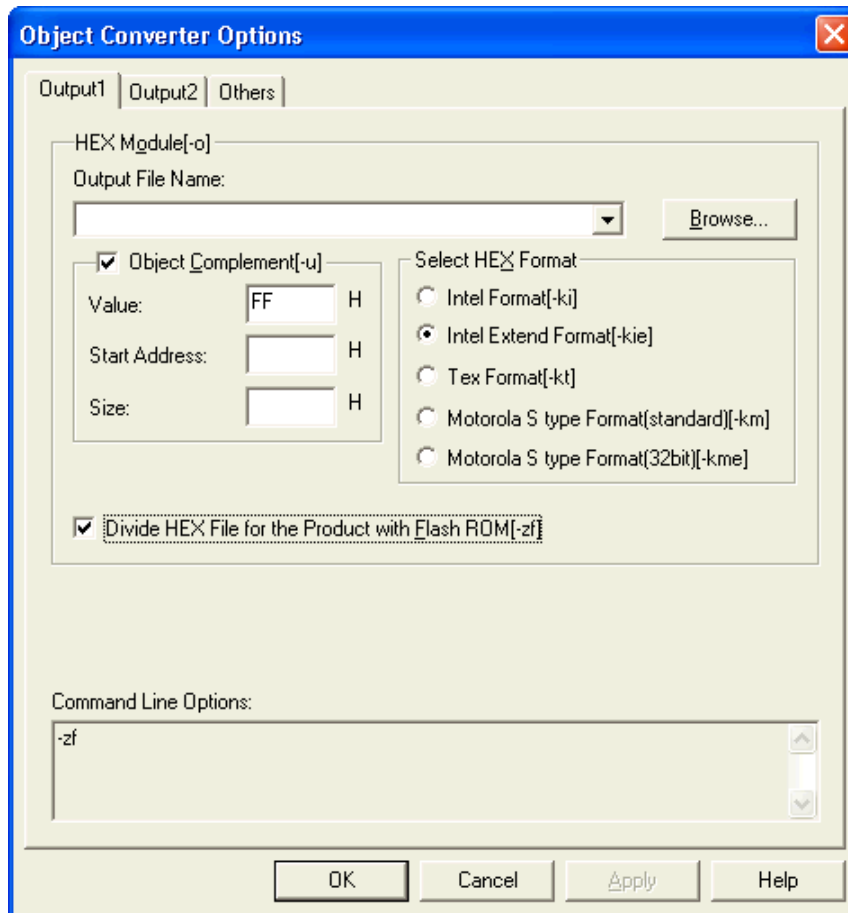 Object Converter Options
Output1 Output2 Others
HEX Module[-o]
Output File Name:
Browse...
Object Complement[-u]
Value: FF H
Start Address: H
Size: H
Select HEX Format
Intel Format[-ki]
Intel Extend Format[-kie]
Tex Format[-kt]
Motorola S type Format(standard)[-km]
Motorola S type Format(32bit)[-kme]
Divide HEX File for the Product with Flash ROM[-zf]
Command Line Options:
-zf
OK Cancel Apply Help